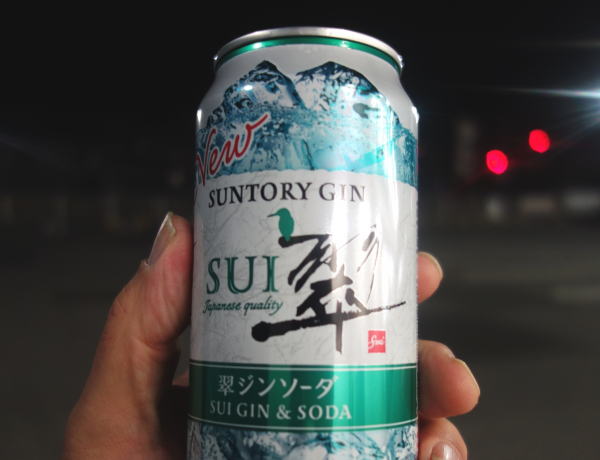 New
SUNTORY GIN
SUI 翠
Japanese quality
翠ジンソーダ
SUI GIN & SODA